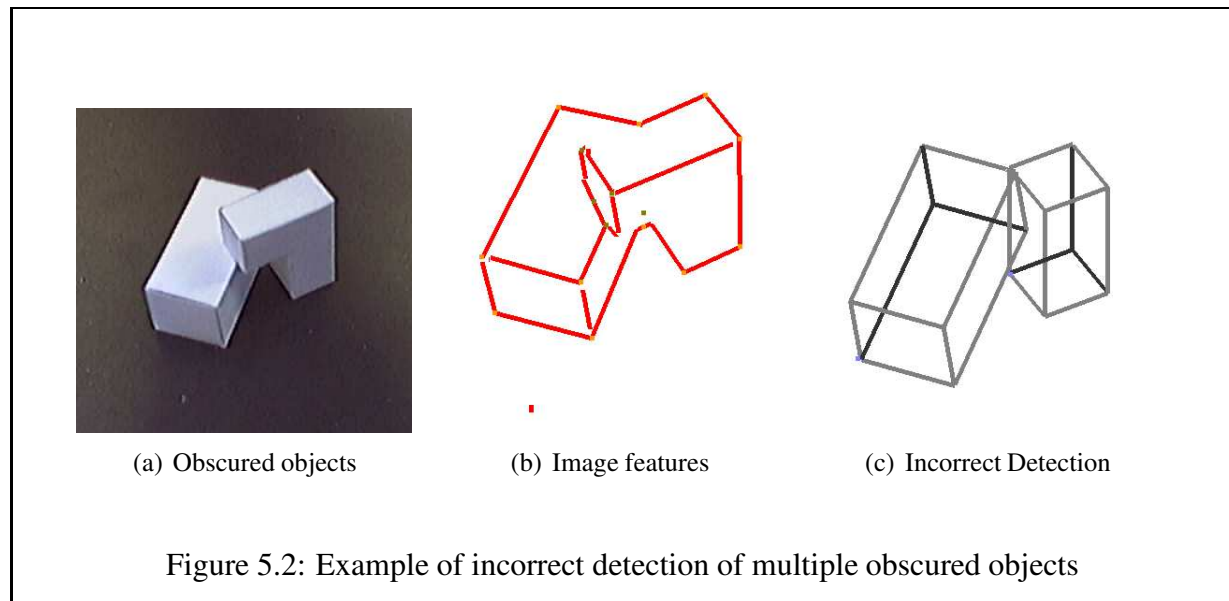 (a) Obscured objects
(b) Image features
(c) Incorrect Detection
Figure 5.2: Example of incorrect detection of multiple obscured objects